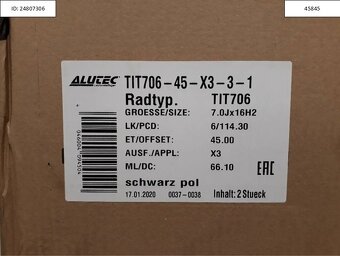 ID: 24807306
45845
ALUTEC TIT706-45-X3-3-1
Radtyp. TIT706
GROESSE/SIZE: 7.0Jx16H2
LK/PCD: 6/114.30
ET/OFFSET: 45.00
AUSF./APPL: X3
ML/DC: 66.10
schwarz pol
EAC
17.01.2020 0037-0038 Inhalt: 2 Stueck